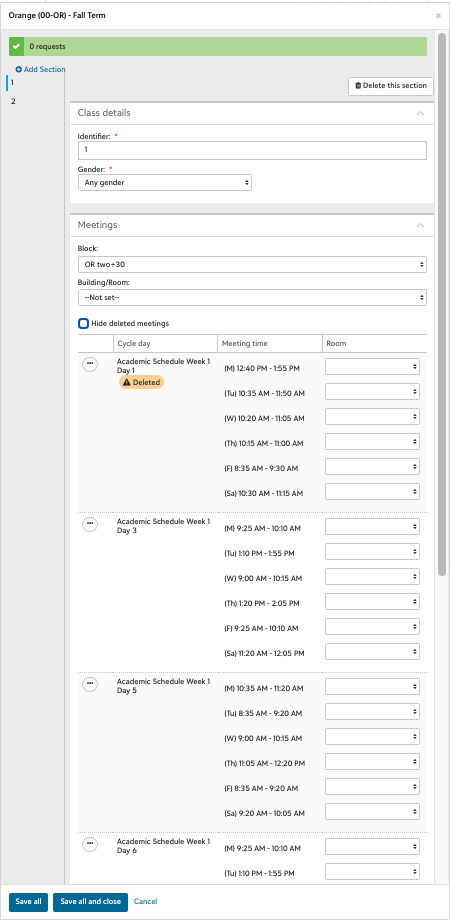 Orange (00-OR) - Fall Term
×
0 requests
Add Section
1
2
Delete this section
Class details
Identifier: *
1
Gender: *
Any gender
Meetings
Block:
OR two+30
Building/Room:
--Not set--
Hide deleted meetings
Cycle day Meeting time Room
Academic Schedule Week 1
Day 1
Deleted
(M) 12:40 PM - 1:55 PM
(Tu) 10:35 AM - 11:50 AM
(W) 10:20 AM - 11:05 AM
(Th) 10:15 AM - 11:00 AM
(F) 8:35 AM - 9:30 AM
(Sa) 10:30 AM - 11:15 AM
Academic Schedule Week 1
Day 3
(M) 9:25 AM - 10:10 AM
(Tu) 1:10 PM - 1:55 PM
(W) 9:00 AM - 10:15 AM
(Th) 1:20 PM - 2:05 PM
(F) 9:25 AM - 10:10 AM
(Sa) 11:20 AM - 12:05 PM
Academic Schedule Week 1
Day 5
(M) 10:35 AM - 11:20 AM
(Tu) 8:35 AM - 9:20 AM
(W) 9:00 AM - 10:15 AM
(Th) 11:05 AM - 12:20 PM
(F) 8:35 AM - 9:20 AM
(Sa) 9:20 AM - 10:05 AM
Academic Schedule Week 1
Day 6
(M) 9:25 AM - 10:10 AM
(Tu) 1:10 PM - 1:55 PM
Save all Save all and close Cancel